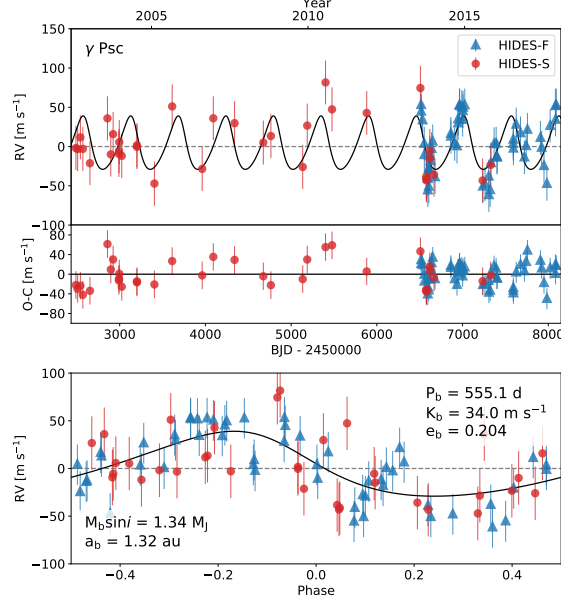 Year
2005 2010 2015
γ Psc
HIDES-F
HIDES-S
100
50
0
−50
−100
RV [m s⁻¹]
80
40
0
−40
−80
O-C [m s⁻¹]
3000 4000 5000 6000 7000 8000
BJD - 2450000
100
50
0
−50
−100
RV [m s⁻¹]
P_b = 555.1 d
K_b = 34.0 m s⁻¹
e_b = 0.204
M_b sini = 1.34 M_J
a_b = 1.32 au
−0.4 −0.2 0.0 0.2 0.4
Phase